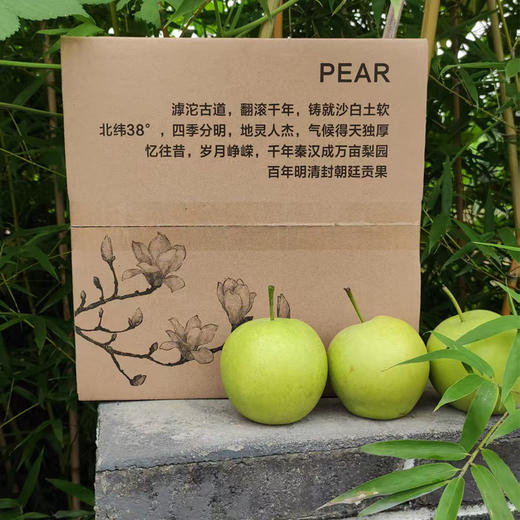 PEAR
滹沱古道，翻滚千年，铸就沙白土软
北纬38°，四季分明，地灵人杰，气候得天独厚
忆往昔，岁月峥嵘，千年秦汉成万亩梨园
百年明清封朝廷贡果